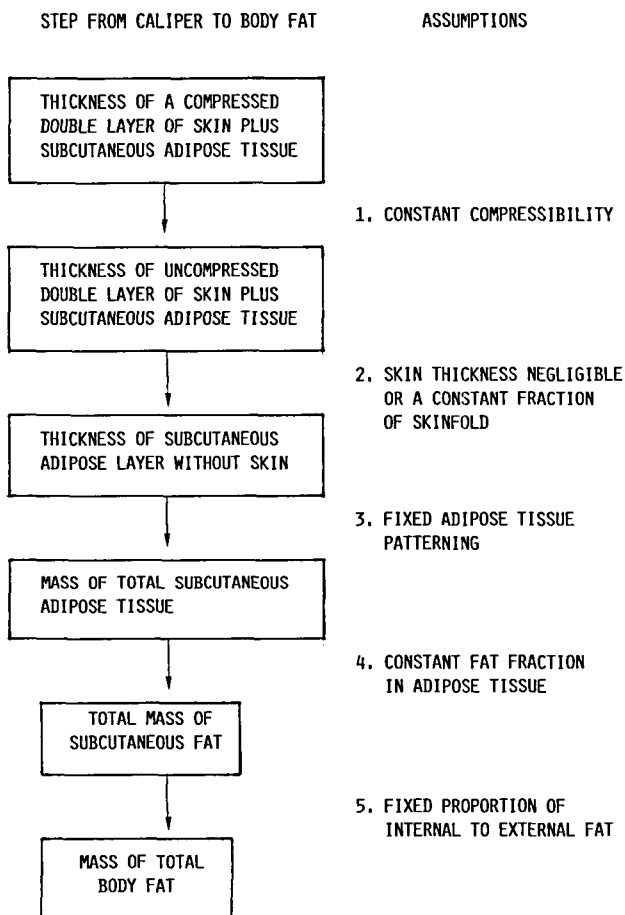 STEP FROM CALIPER TO BODY FAT
ASSUMPTIONS
THICKNESS OF A COMPRESSED
DOUBLE LAYER OF SKIN PLUS
SUBCUTANEOUS ADIPOSE TISSUE
1. CONSTANT COMPRESSIBILITY
THICKNESS OF UNCOMPRESSED
DOUBLE LAYER OF SKIN PLUS
SUBCUTANEOUS ADIPOSE TISSUE
2. SKIN THICKNESS NEGLIGIBLE
OR A CONSTANT FRACTION
OF SKINFOLD
THICKNESS OF SUBCUTANEOUS
ADIPOSE LAYER WITHOUT SKIN
3. FIXED ADIPOSE TISSUE
PATTERNING
MASS OF TOTAL SUBCUTANEOUS
ADIPOSE TISSUE
4. CONSTANT FAT FRACTION
IN ADIPOSE TISSUE
TOTAL MASS OF
SUBCUTANEOUS FAT
5. FIXED PROPORTION OF
INTERNAL TO EXTERNAL FAT
MASS OF TOTAL
BODY FAT